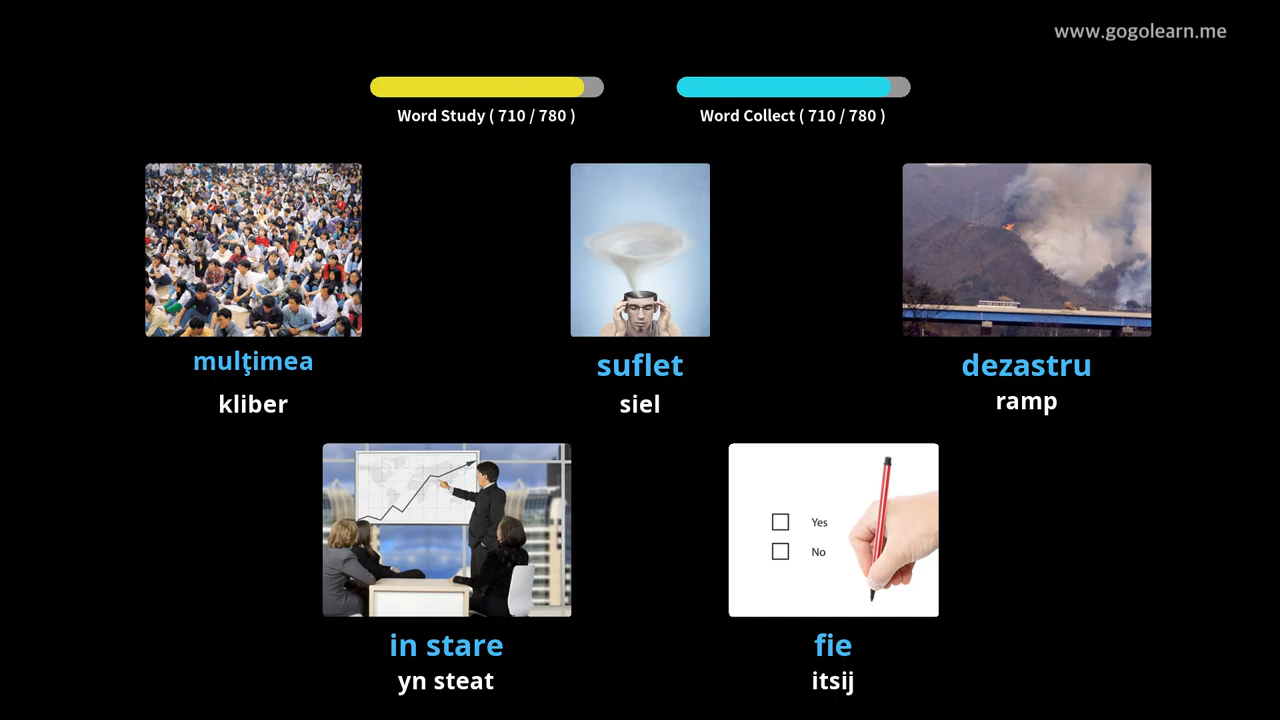 www.gogolearn.me
Word Study ( 710 / 780 )
Word Collect ( 710 / 780 )
mulţimea
suflet
dezastru
kliber
siel
ramp
Yes
No
in stare
fie
yn steat
itsij